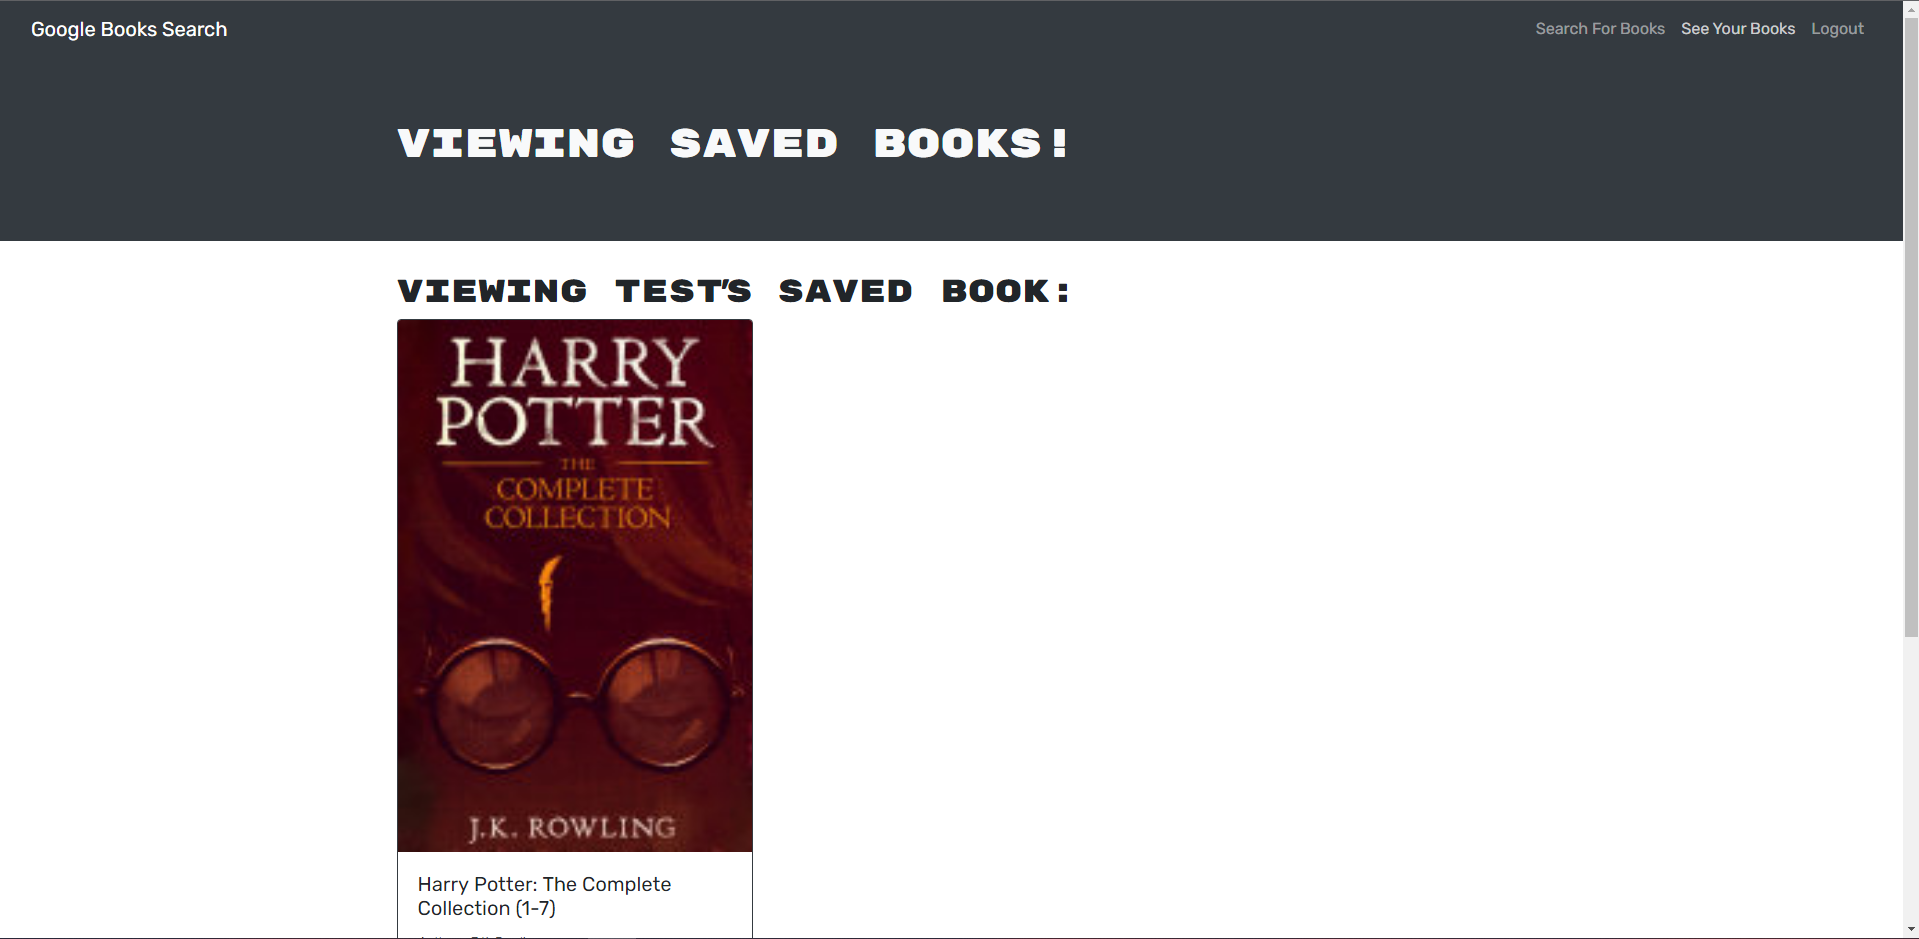 Google Books Search
Search For Books See Your Books Logout
VIEWING SAVED BOOKS!
VIEWING TEST'S SAVED BOOK:
HARRY
POTTER
THE
COMPLETE
COLLECTION
J.K. ROWLING
Harry Potter: The Complete
Collection (1-7)